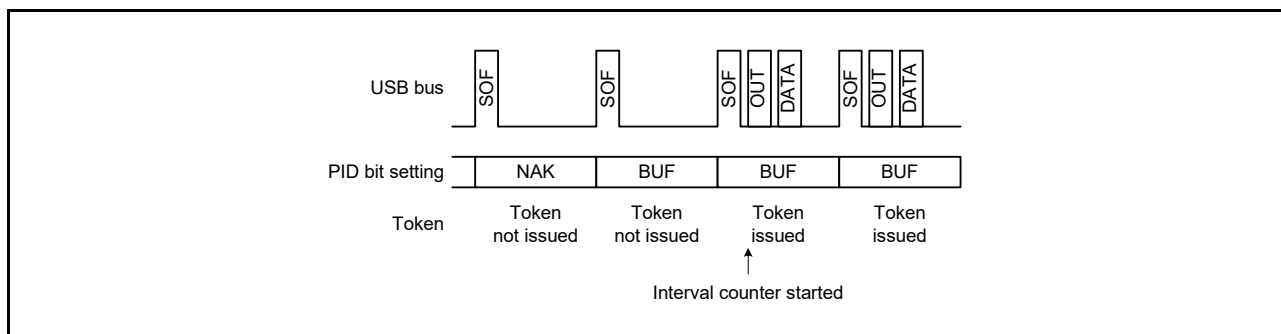 SOF SOF SOF OUT DATA SOF OUT DATA
USB bus
PID bit setting NAK BUF BUF BUF
Token Token not issued Token not issued Token issued Token issued
Interval counter started